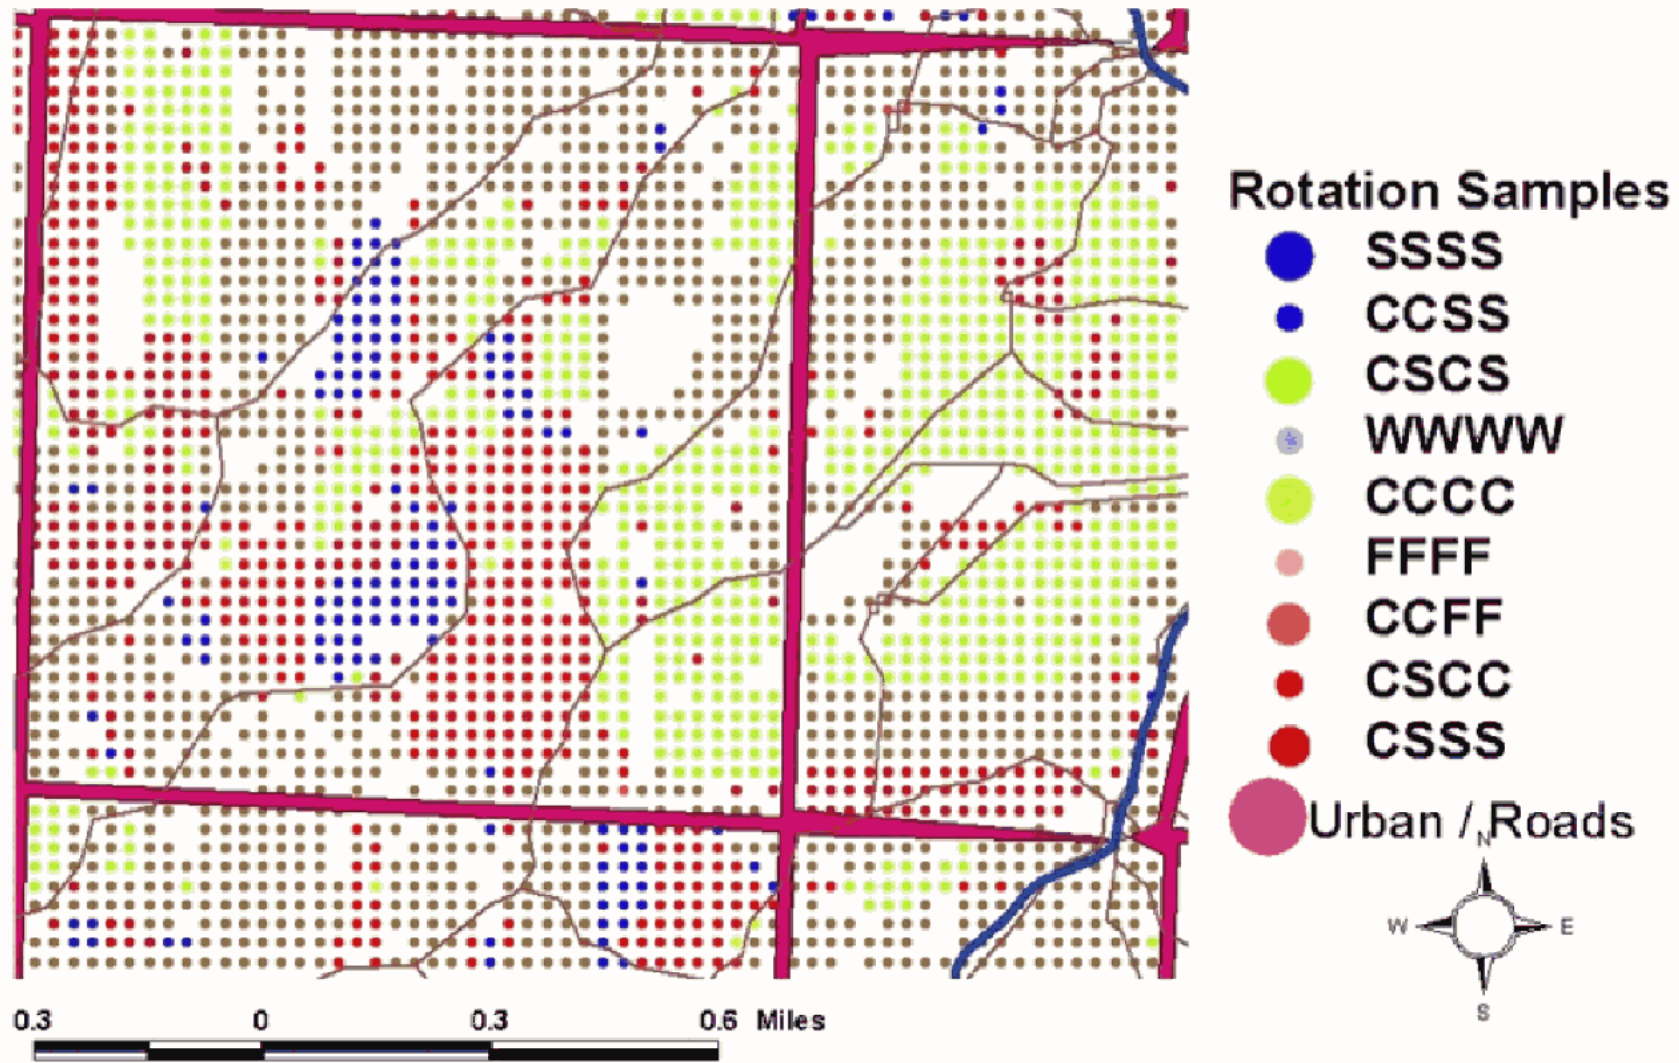 Rotation Samples
SSSS
CCSS
CSCS
WWWW
CCCC
FFFF
CCFF
CSCC
CSSS
Urban / Roads
N
W E
S
0.3 0 0.3 0.6 Miles